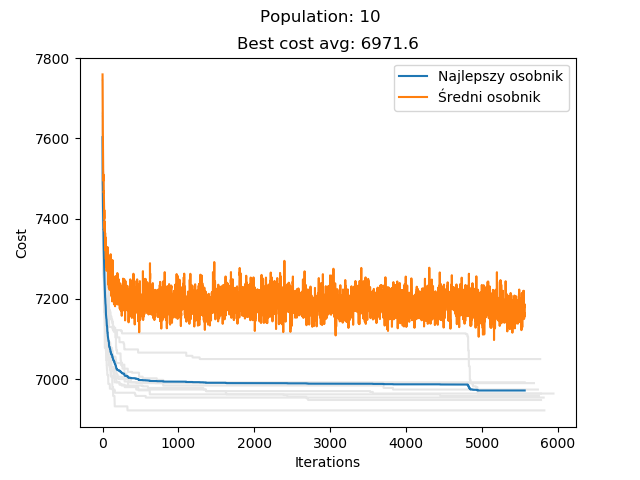 Population: 10
Best cost avg: 6971.6
Najlepszy osobnik
Średni osobnik
Cost
7800
7600
7400
7200
7000
0 1000 2000 3000 4000 5000 6000
Iterations